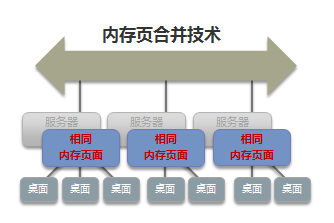 内存页合并技术
服务器 服务器 服务器
相同 相同 相同
内存页面 内存页面 内存页面
桌面 桌面 桌面 桌面 桌面 桌面 桌面